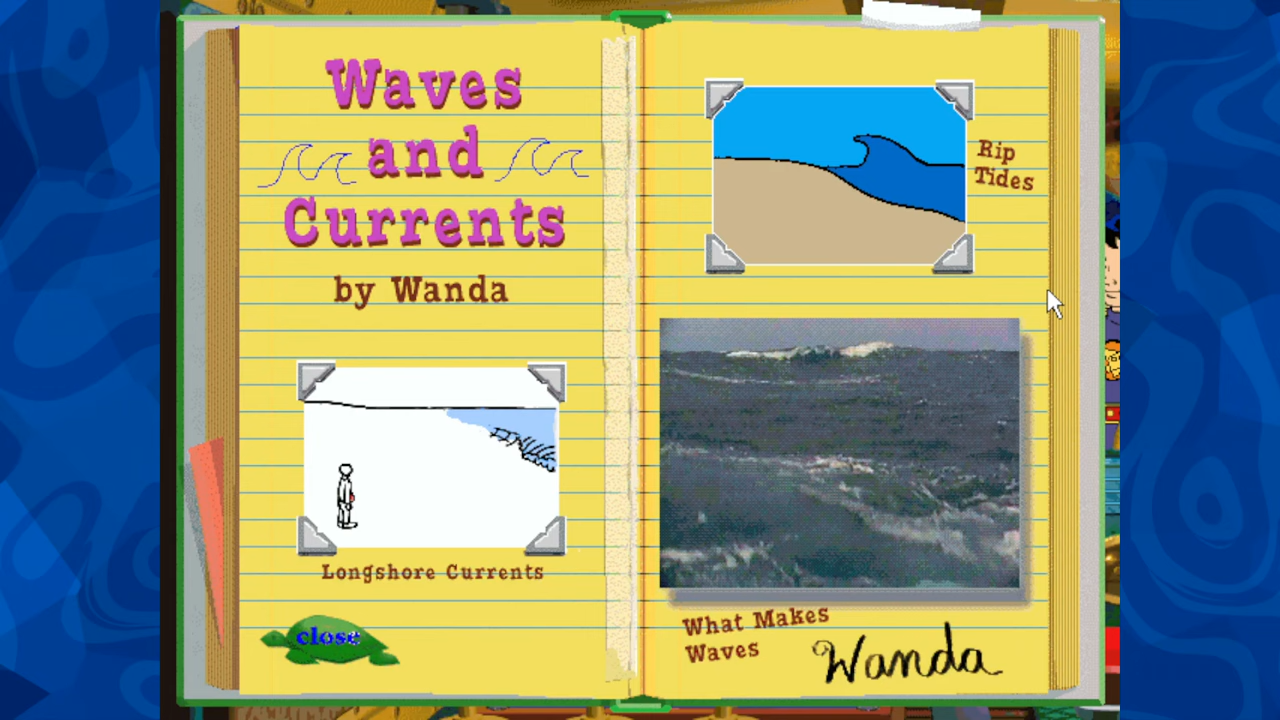 Waves
and
Currents
by Wanda
Longshore Currents
close
Rip
Tides
What Makes
Waves
Wanda